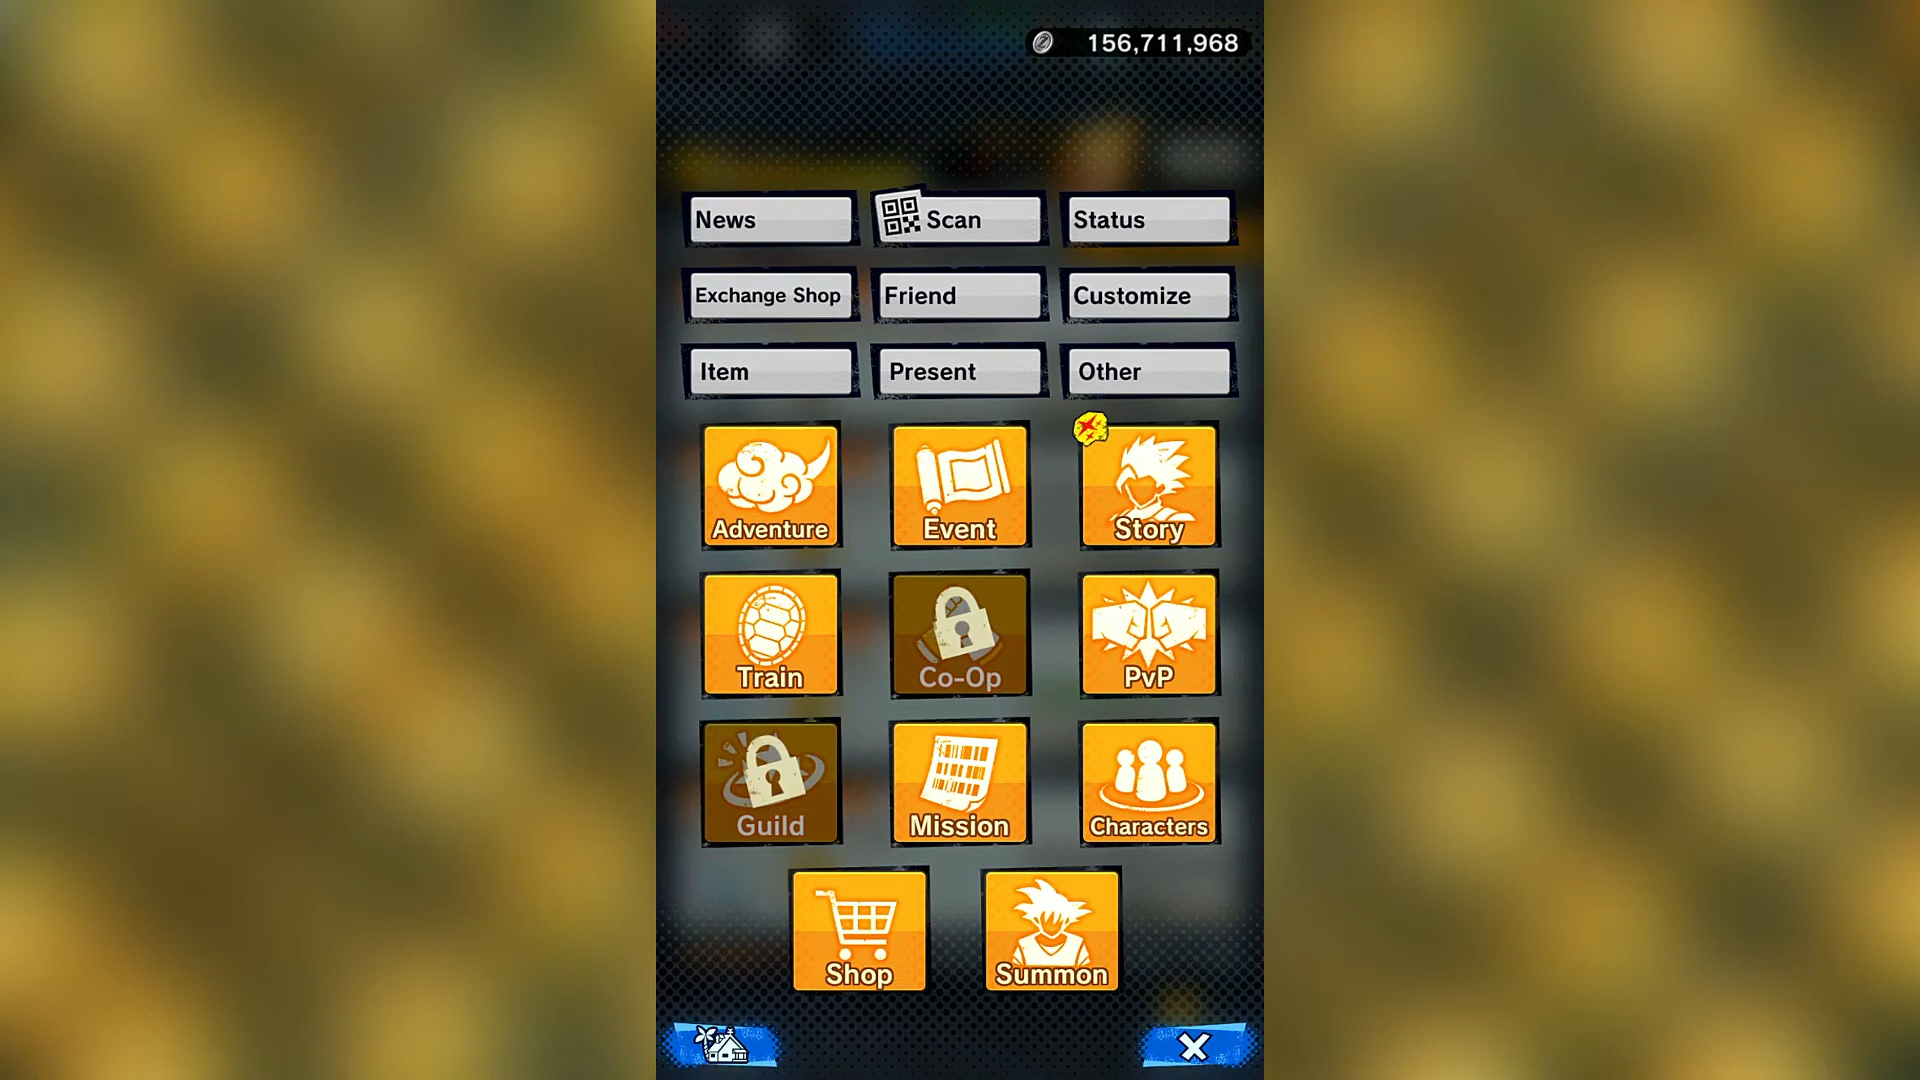 156,711,968
News
Scan
Status
Exchange Shop
Friend
Customize
Item
Present
Other
Adventure
Event
Story
Train
Co-Op
PvP
Guild
Mission
Characters
Shop
Summon